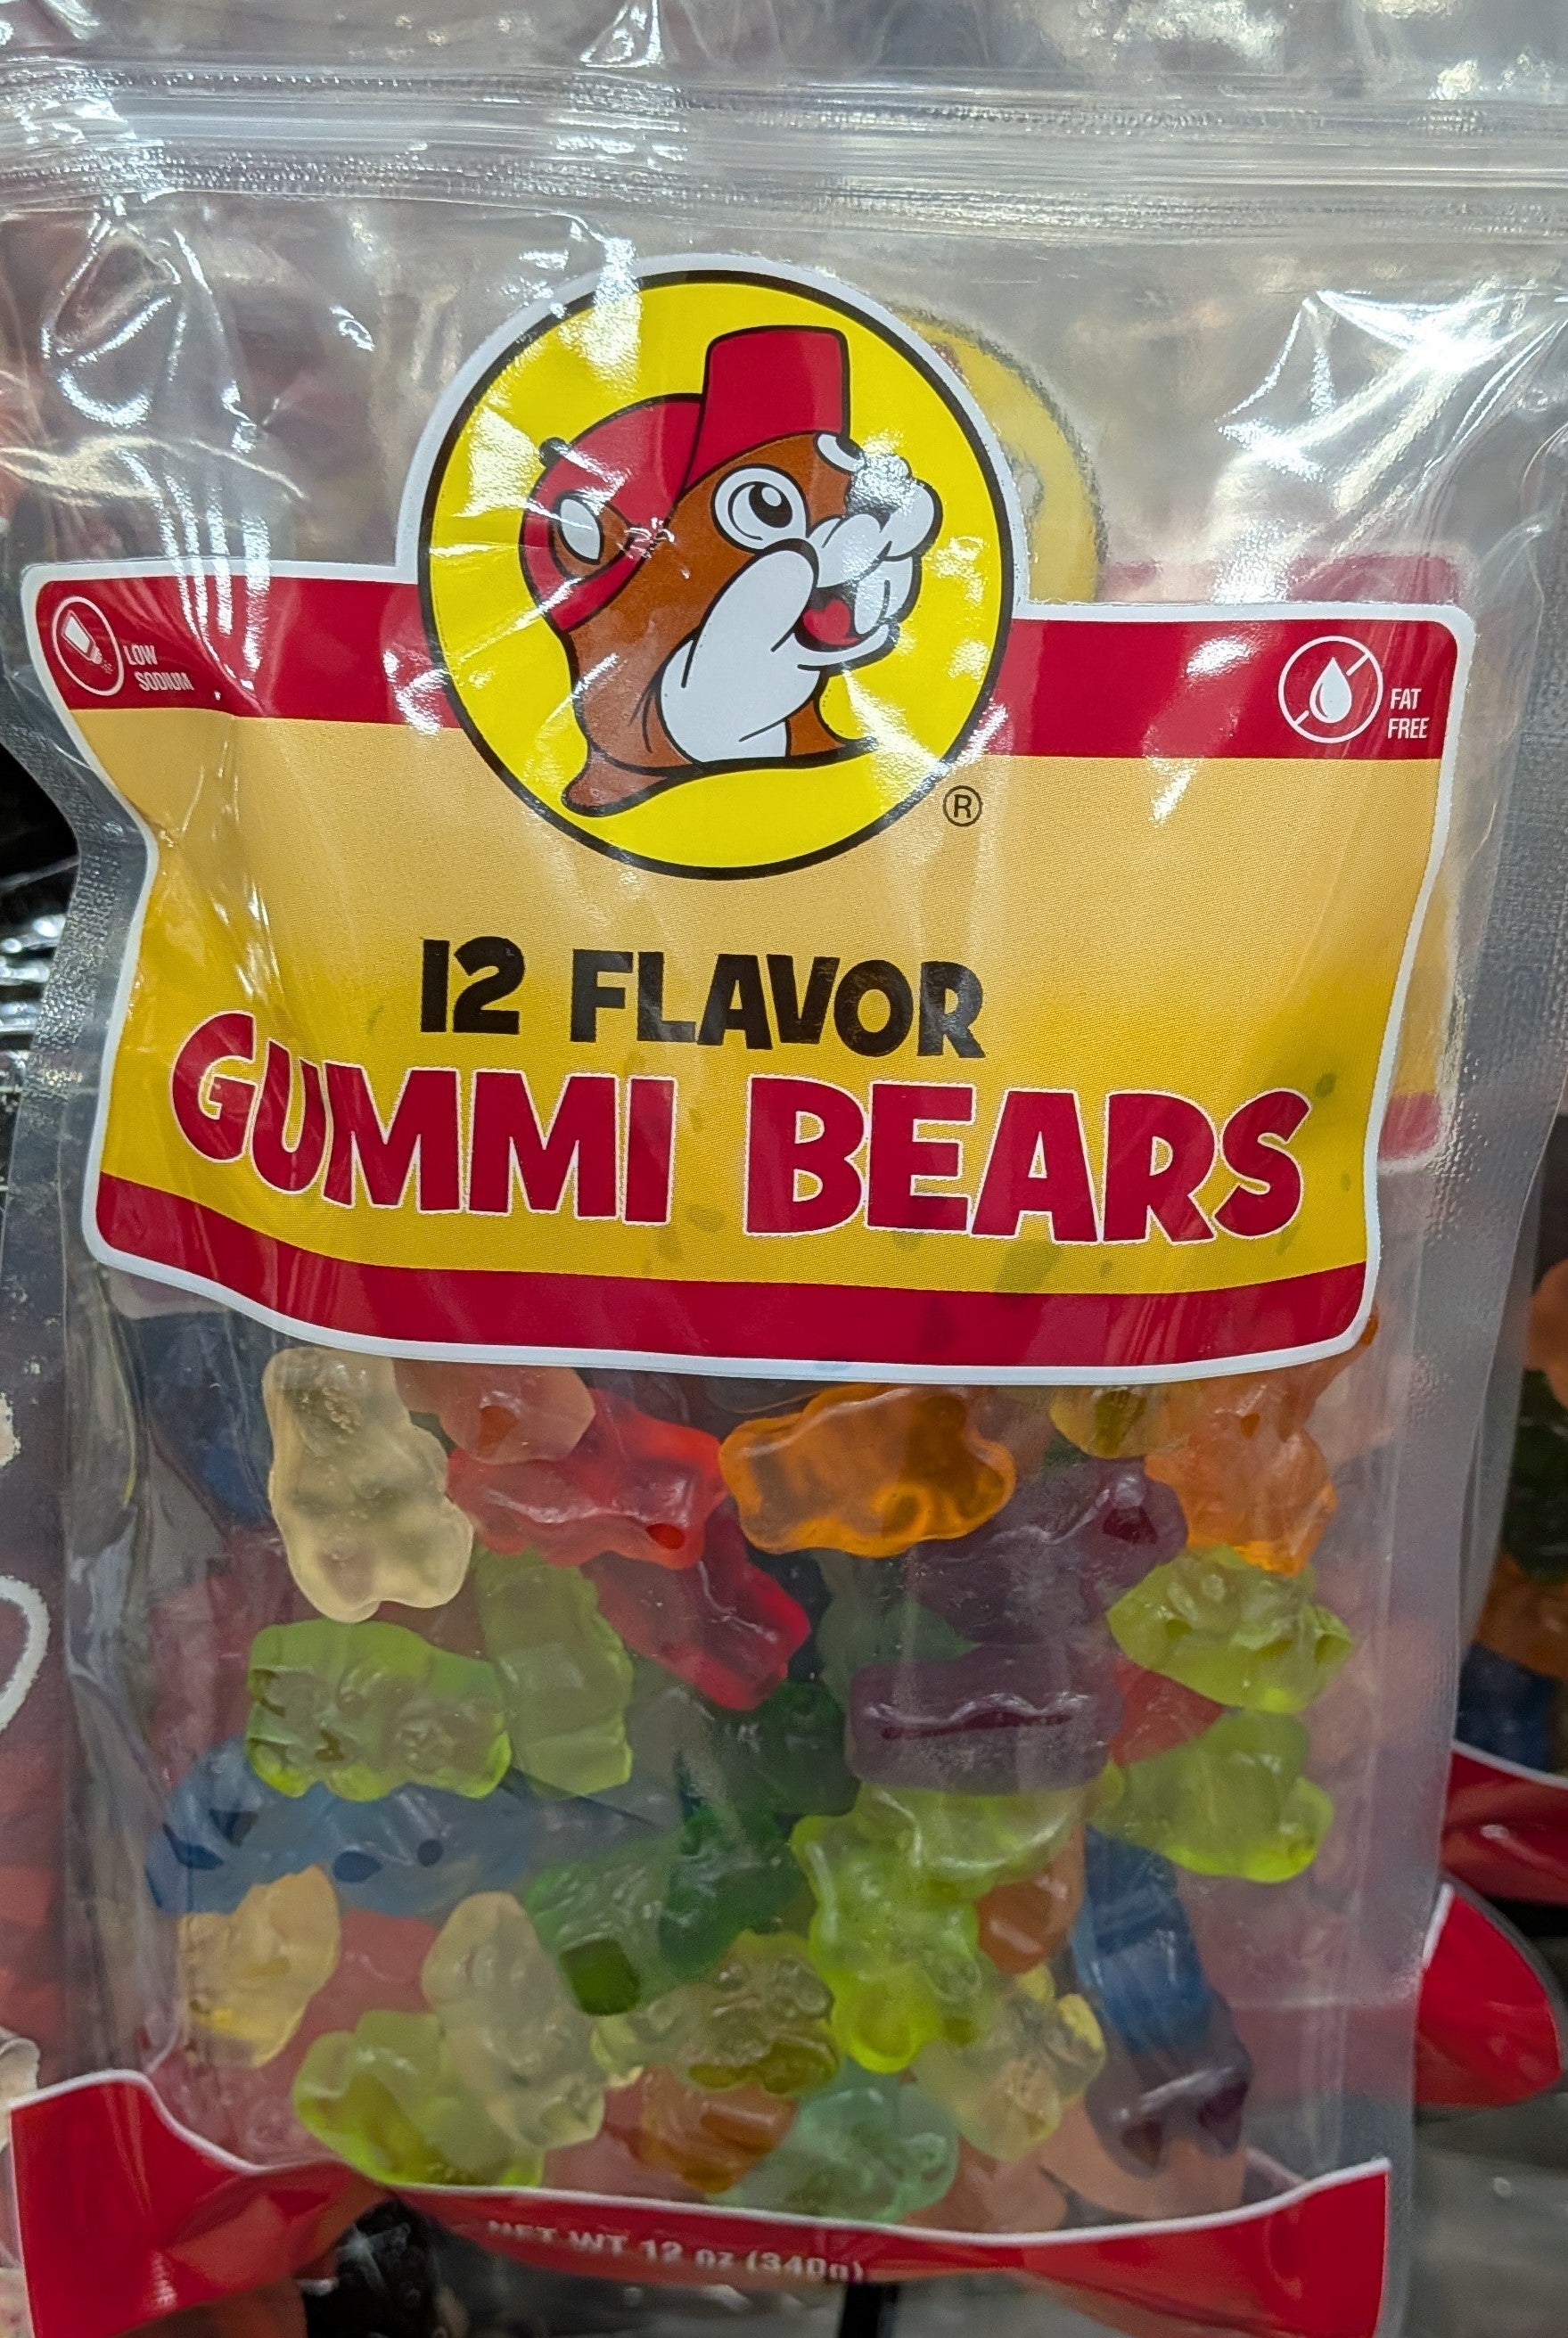 LOW
SODIUM
FAT
FREE
®
12 FLAVOR
GUMMI BEARS
NET WT 12 oz (340g)